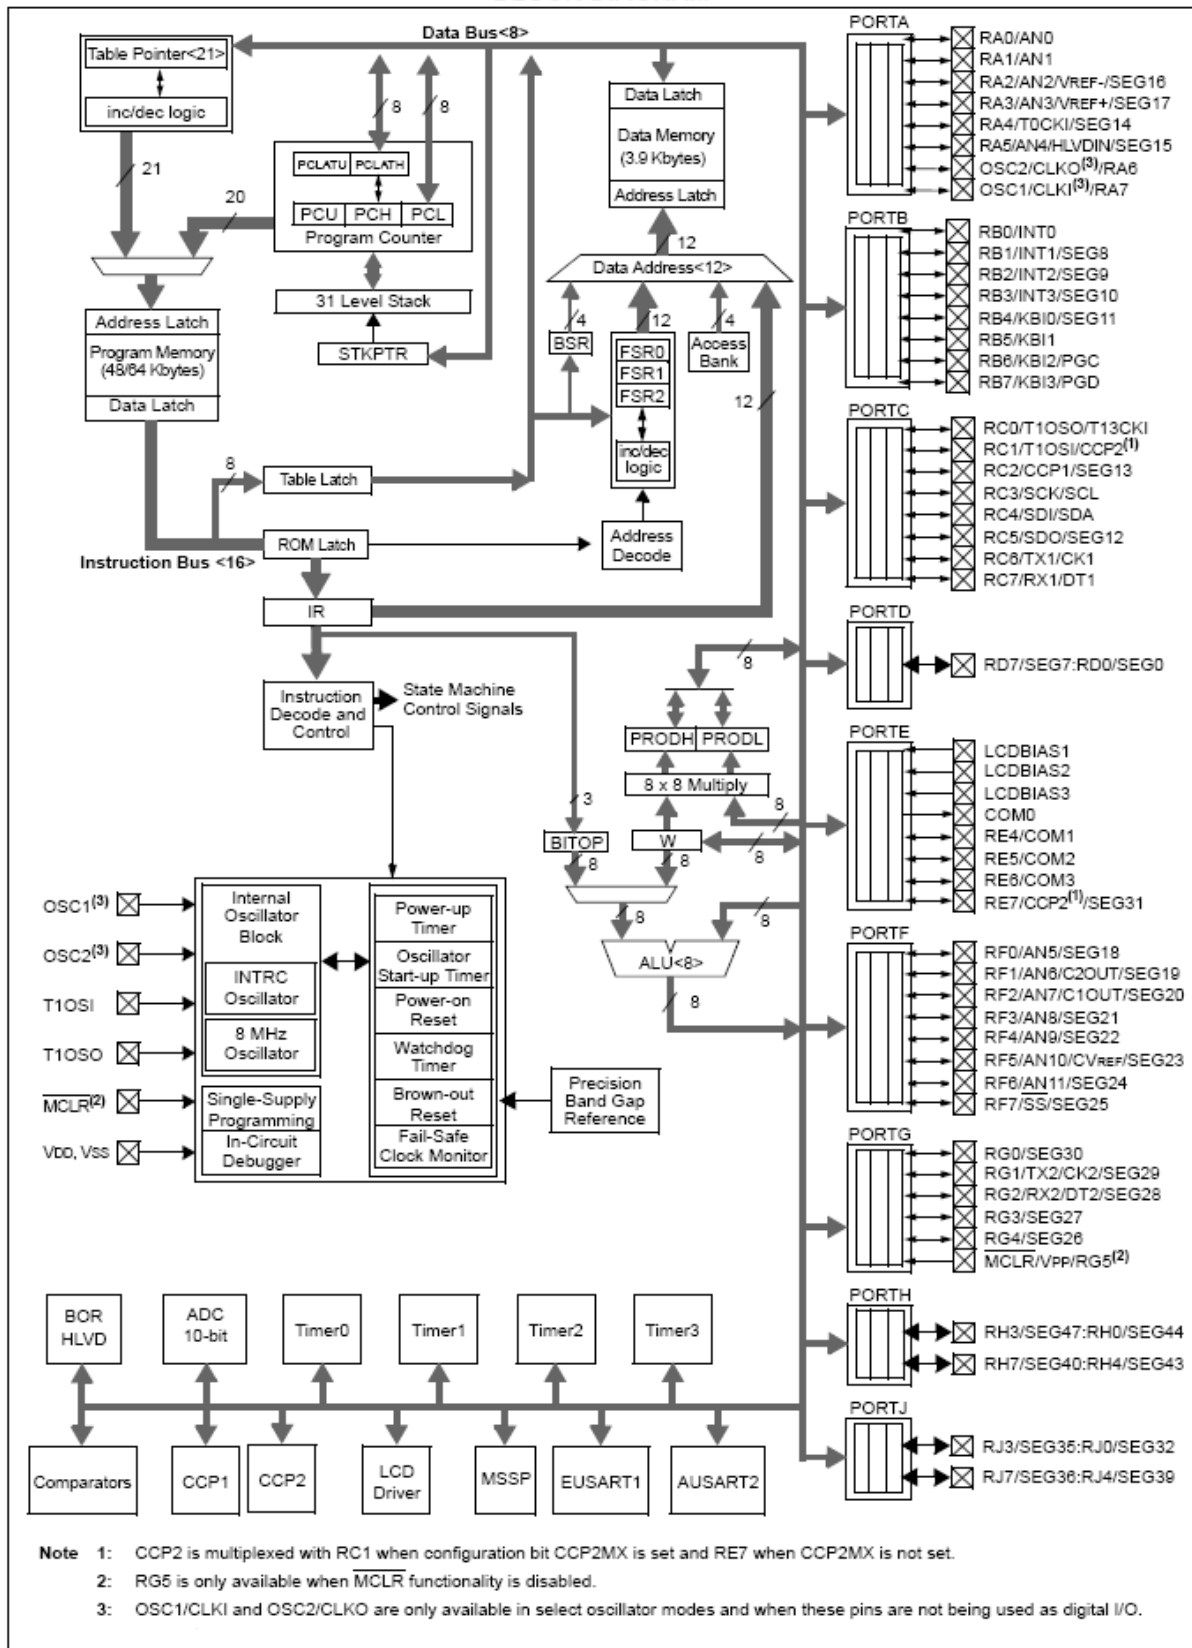 Data Bus<8>
Table Pointer<21>
inc/dec logic
21
20
8
8
PCLATU PCLATH
PCU PCH PCL
Program Counter
31 Level Stack
STKPTR
Address Latch
Program Memory
(48/64 Kbytes)
Data Latch
Data Latch
Data Memory
(3.9 Kbytes)
Address Latch
12
Data Address<12>
4
12
4
BSR
FSR0
FSR1
FSR2
inc/dec
logic
Access
Bank
12
8
Table Latch
ROM Latch
Instruction Bus <16>
Address
Decode
IR
Instruction
Decode and
Control
State Machine
Control Signals
8
PRODH PRODL
8 x 8 Multiply
3
8
BITOP
W
8
8
8
8
8
ALU<8>
8
OSC1(3)
OSC2(3)
T1OSI
T1OSO
MCLR(2)
VDD, VSS
Internal
Oscillator
Block
INTRC
Oscillator
8 MHz
Oscillator
Single-Supply
Programming
In-Circuit
Debugger
Power-up
Timer
Oscillator
Start-up Timer
Power-on
Reset
Watchdog
Timer
Brown-out
Reset
Fail-Safe
Clock Monitor
Precision
Band Gap
Reference
BOR
HLVD
ADC
10-bit
Timer0
Timer1
Timer2
Timer3
Comparators
CCP1
CCP2
LCD
Driver
MSSP
EUSART1
AUSART2
PORTA
RA0/AN0
RA1/AN1
RA2/AN2/VREF-/SEG16
RA3/AN3/VREF+/SEG17
RA4/T0CKI/SEG14
RA5/AN4/HLVDIN/SEG15
OSC2/CLKO(3)/RA6
OSC1/CLKI(3)/RA7
PORTB
RB0/INT0
RB1/INT1/SEG8
RB2/INT2/SEG9
RB3/INT3/SEG10
RB4/KBI0/SEG11
RB5/KBI1
RB6/KBI2/PGC
RB7/KBI3/PGD
PORTC
RC0/T1OSO/T13CKI
RC1/T1OSI/CCP2(1)
RC2/CCP1/SEG13
RC3/SCK/SCL
RC4/SDI/SDA
RC5/SDO/SEG12
RC6/TX1/CK1
RC7/RX1/DT1
PORTD
RD7/SEG7:RD0/SEG0
PORTE
LCDBIAS1
LCDBIAS2
LCDBIAS3
COM0
RE4/COM1
RE5/COM2
RE6/COM3
RE7/CCP2(1)/SEG31
PORTF
RF0/AN5/SEG18
RF1/AN6/C2OUT/SEG19
RF2/AN7/C1OUT/SEG20
RF3/AN8/SEG21
RF4/AN9/SEG22
RF5/AN10/CVREF/SEG23
RF6/AN11/SEG24
RF7/SS/SEG25
PORTG
RG0/SEG30
RG1/TX2/CK2/SEG29
RG2/RX2/DT2/SEG28
RG3/SEG27
RG4/SEG26
MCLR/VPP/RG5(2)
PORTH
RH3/SEG47:RH0/SEG44
RH7/SEG40:RH4/SEG43
PORTJ
RJ3/SEG35:RJ0/SEG32
RJ7/SEG36:RJ4/SEG39
Note 1: CCP2 is multiplexed with RC1 when configuration bit CCP2MX is set and RE7 when CCP2MX is not set.
2: RG5 is only available when MCLR functionality is disabled.
3: OSC1/CLKI and OSC2/CLKO are only available in select oscillator modes and when these pins are not being used as digital I/O.